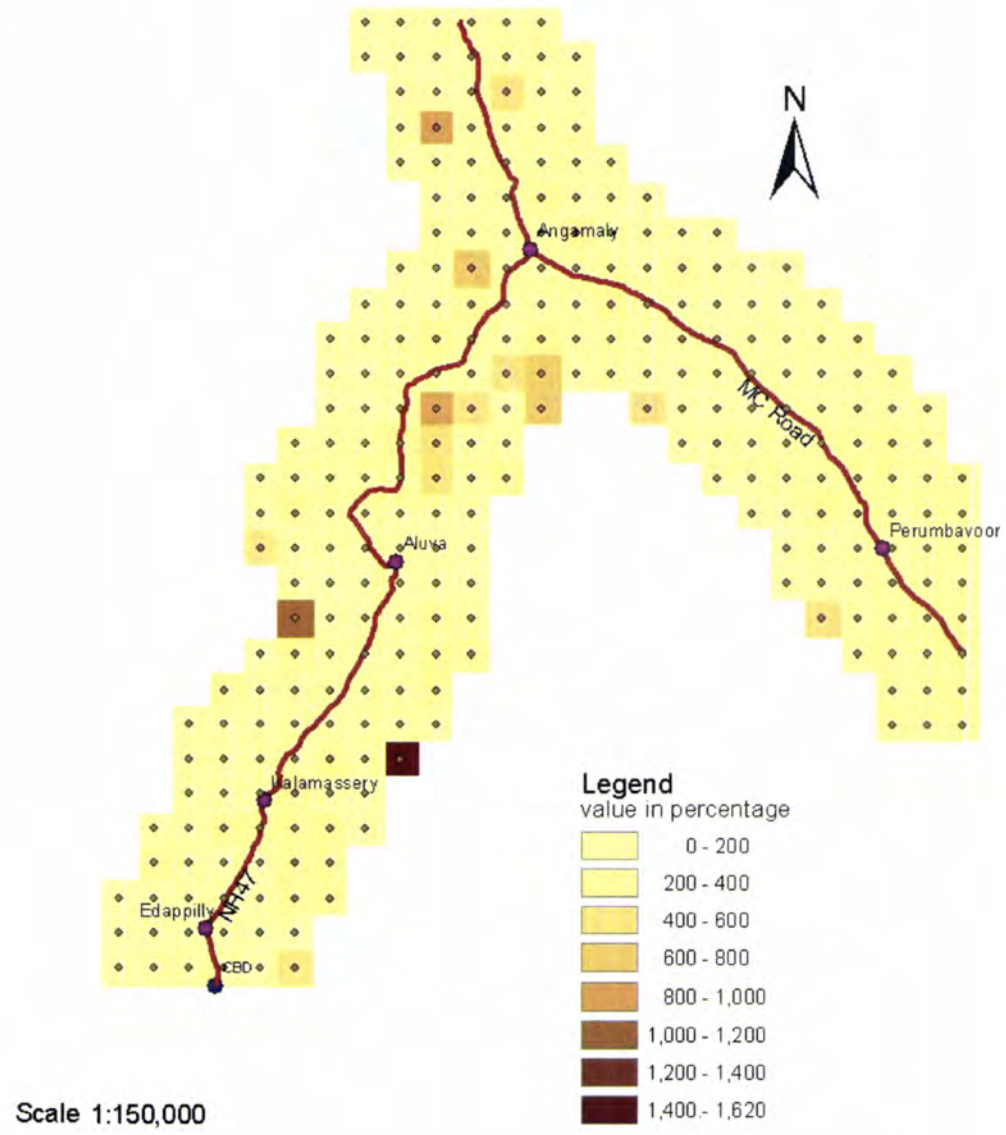 N
Angamaly
MC Road
Perumbavoor
Aluva
Kalamassery
NH47
Edappilly
CBD
Legend
value in percentage
0 - 200
200 - 400
400 - 600
600 - 800
800 - 1,000
1,000 - 1,200
1,200 - 1,400
1,400 - 1,620
Scale 1:150,000